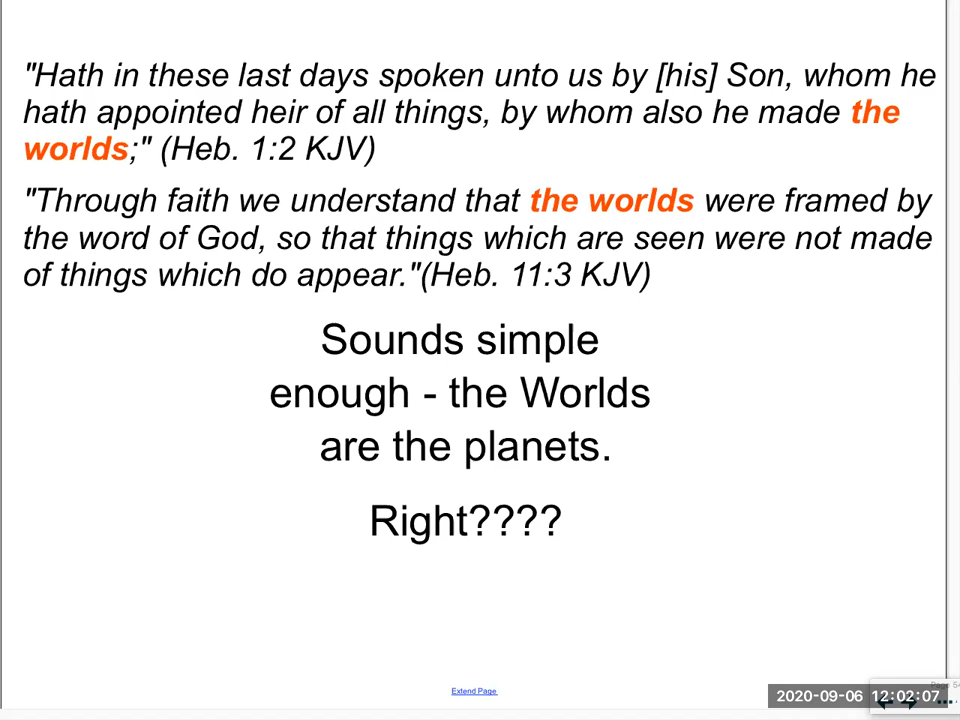 "Hath in these last days spoken unto us by [his] Son, whom he
hath appointed heir of all things, by whom also he made the
worlds;" (Heb. 1:2 KJV)
"Through faith we understand that the worlds were framed by
the word of God, so that things which are seen were not made
of things which do appear."(Heb. 11:3 KJV)
Sounds simple
enough - the Worlds
are the planets.
Right????
Extend Page
2020-09-06 12:02:07